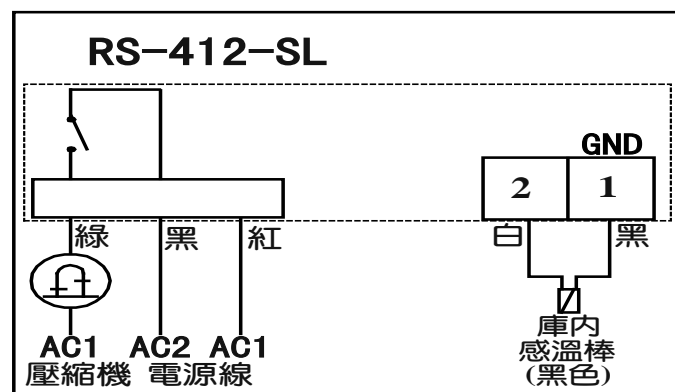 RS-412-SL
GND
2 1
綠 黑 紅 白 黑
AC1 AC2 AC1
壓縮機 電源線
庫內
感溫棒
(黑色)